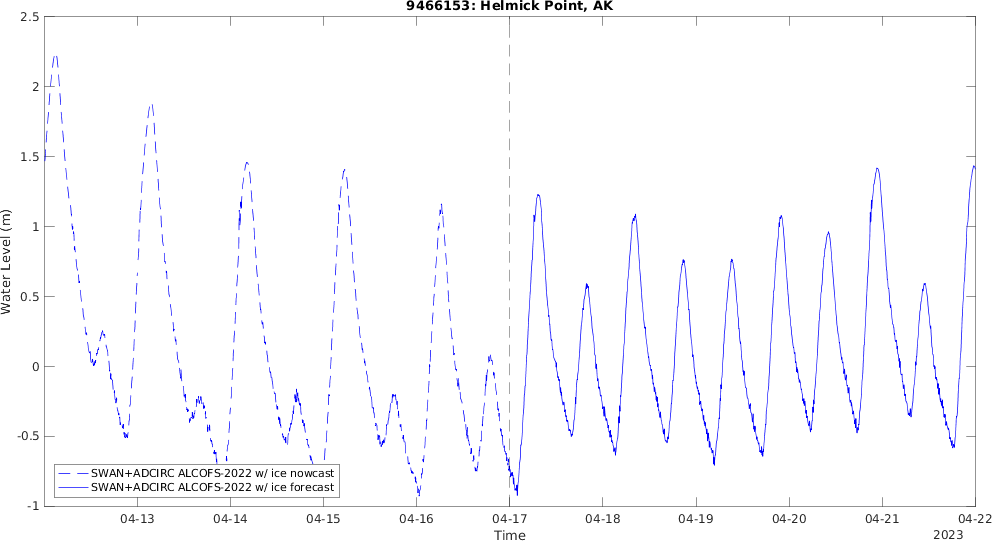 9466153: Helmick Point, AK
2.5
2
1.5
1
0.5
0
-0.5
-1
Water Level (m)
SWAN+ADCIRC ALCOFS-2022 w/ ice nowcast
SWAN+ADCIRC ALCOFS-2022 w/ ice forecast
04-13 04-14 04-15 04-16 04-17 04-18 04-19 04-20 04-21 04-22
Time
2023